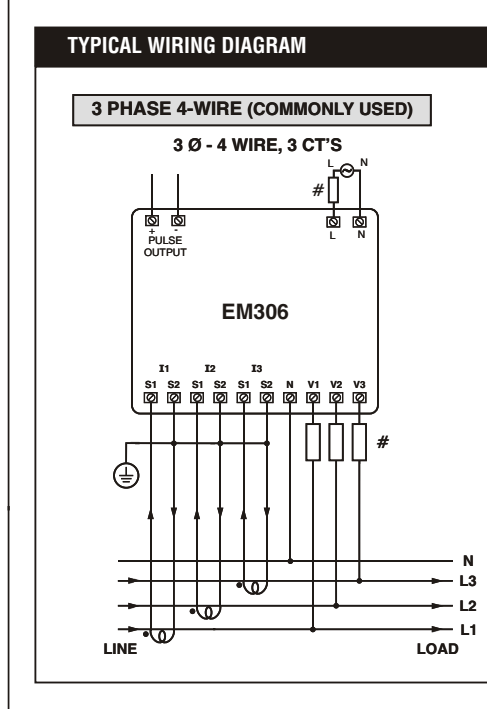 TYPICAL WIRING DIAGRAM
3 PHASE 4-WIRE (COMMONLY USED)
3 Ø - 4 WIRE, 3 CT'S
L N
#
+ - L N
PULSE
OUTPUT
EM306
I1 I2 I3
S1 S2 S1 S2 S1 S2 N V1 V2 V3
#
N
L3
L2
L1
LINE LOAD